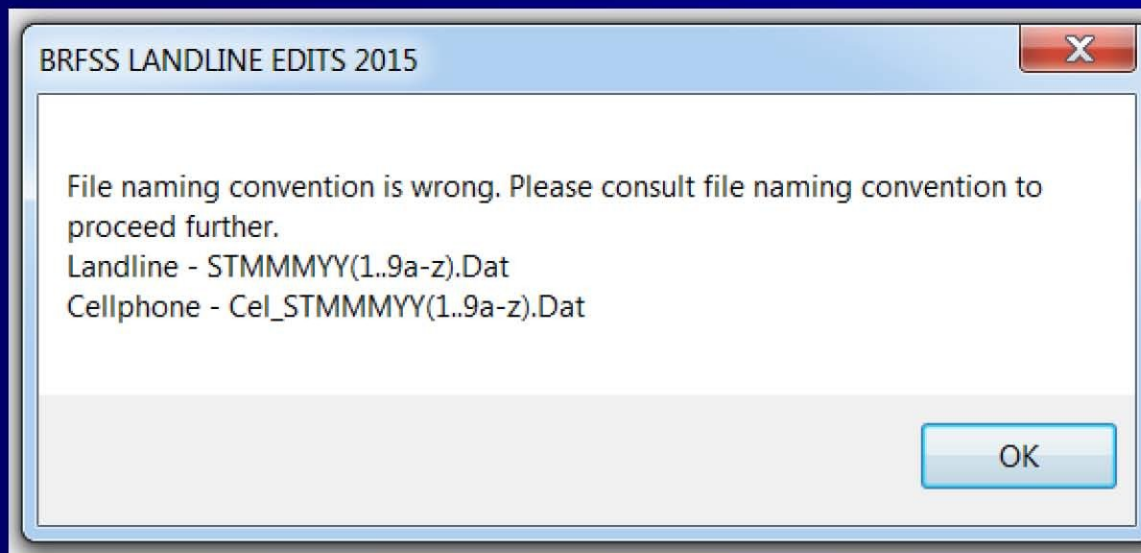 BRFSS LANDLINE EDITS 2015
File naming convention is wrong. Please consult file naming convention to
proceed further.
Landline - STMMMYY(1..9a-z).Dat
Cellphone - Cel_STMMMYY(1..9a-z).Dat
OK